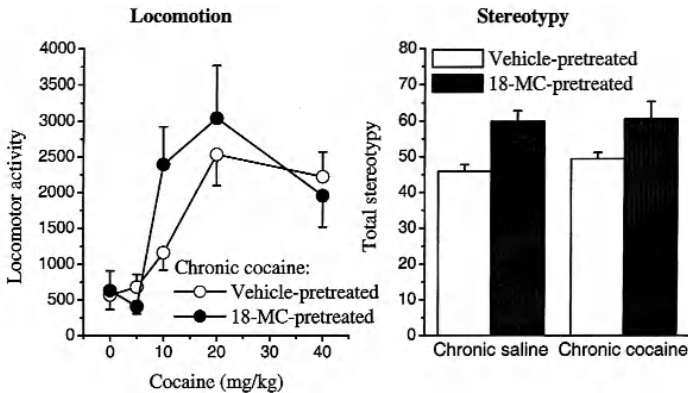 Locomotion
Locomotor activity
4000
3500
3000
2500
2000
1500
1000
500
0
Chronic cocaine:
Vehicle-pretreated
18-MC-pretreated
0 10 20 30 40
Cocaine (mg/kg)
Stereotypy
Total stereotypy
80
70
60
50
40
30
20
10
0
Vehicle-pretreated
18-MC-pretreated
Chronic saline Chronic cocaine